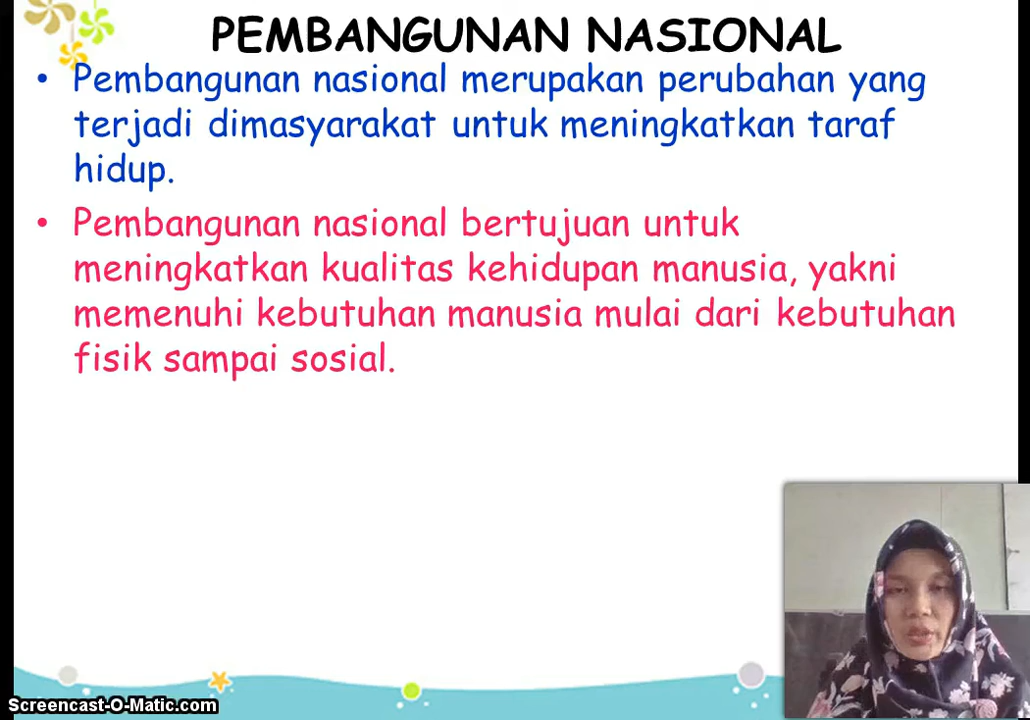 PEMBANGUNAN NASIONAL
• Pembangunan nasional merupakan perubahan yang
terjadi dimasyarakat untuk meningkatkan taraf
hidup.
• Pembangunan nasional bertujuan untuk
meningkatkan kualitas kehidupan manusia, yakni
memenuhi kebutuhan manusia mulai dari kebutuhan
fisik sampai sosial.
Screencast-O-Matic.com